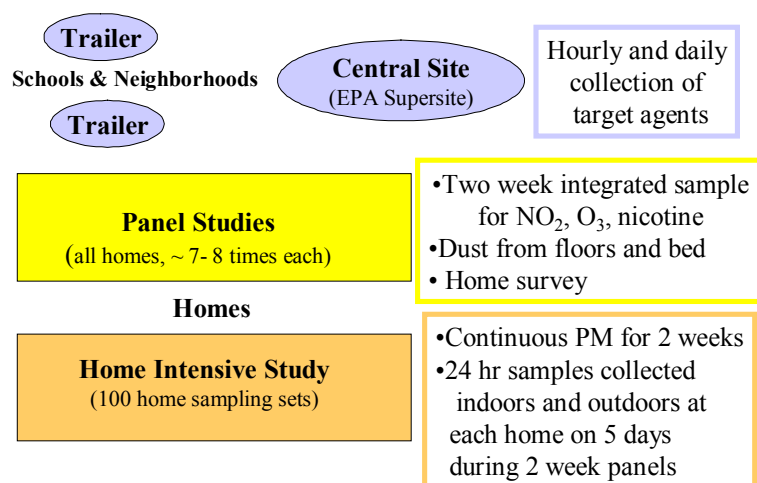 Trailer
Schools & Neighborhoods
Trailer
Central Site
(EPA Supersite)
Hourly and daily
collection of
target agents
Panel Studies
(all homes, ~ 7- 8 times each)
•Two week integrated sample
for NO₂, O₃, nicotine
•Dust from floors and bed
• Home survey
Homes
Home Intensive Study
(100 home sampling sets)
•Continuous PM for 2 weeks
•24 hr samples collected
indoors and outdoors at
each home on 5 days
during 2 week panels